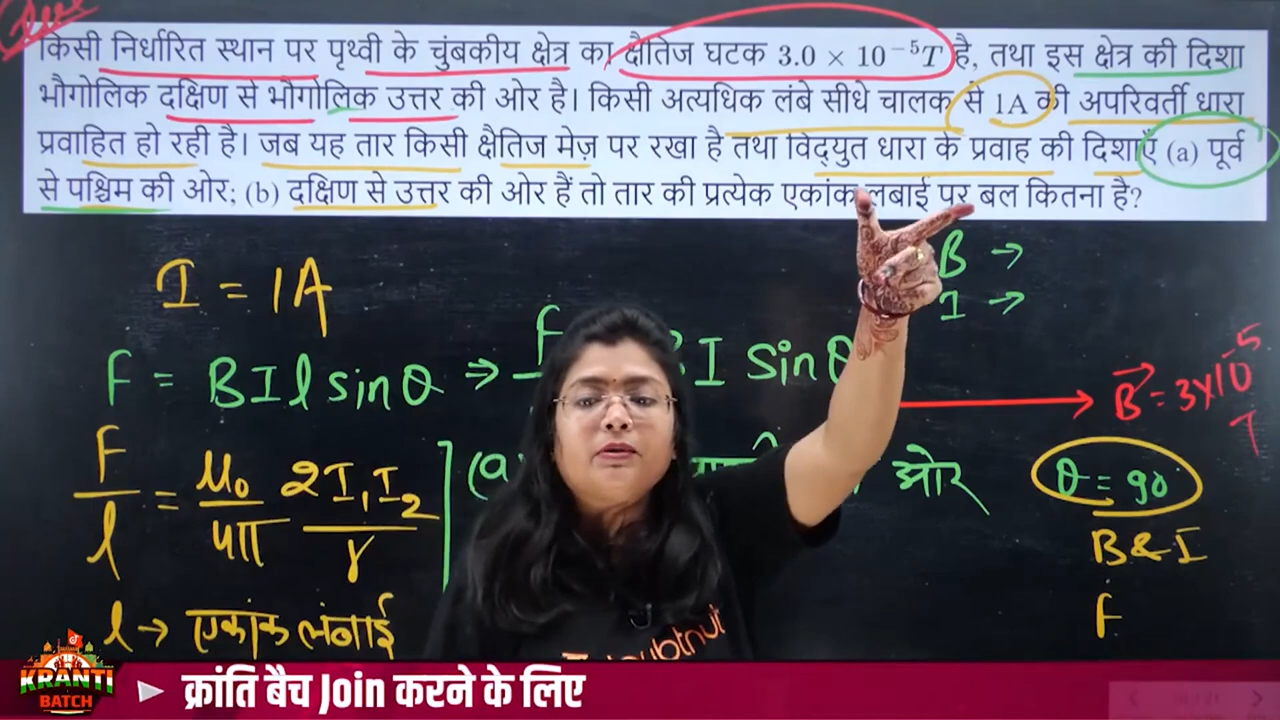 किसी निर्धारित स्थान पर पृथ्वी के चुंबकीय क्षेत्र का क्षैतिज घटक 3.0 × 10⁻⁵T है, तथा इस क्षेत्र की दिशा
भौगोलिक दक्षिण से भौगोलिक उत्तर की ओर है। किसी अत्यधिक लंबे सीधे चालक से 1A की अपरिवर्ती धारा
प्रवाहित हो रही है। जब यह तार किसी क्षैतिज मेज़ पर रखा है तथा विद्युत धारा के प्रवाह की दिशाएँ (a) पूर्व
से पश्चिम की ओर; (b) दक्षिण से उत्तर की ओर हैं तो तार की प्रत्येक एकांक लबाई पर बल कितना है?
I = 1A
B →
I →
F = BIl sinθ ⇒ F I sinθ
B⃗ = 3×10⁻⁵ T
F/l = μ₀/4π 2I₁I₂/r
(a ओर
θ = 90
B & I
F
l → एकांक लंबाई
doubtnut
KRANTI
BATCH
क्रांति बैच Join करने के लिए